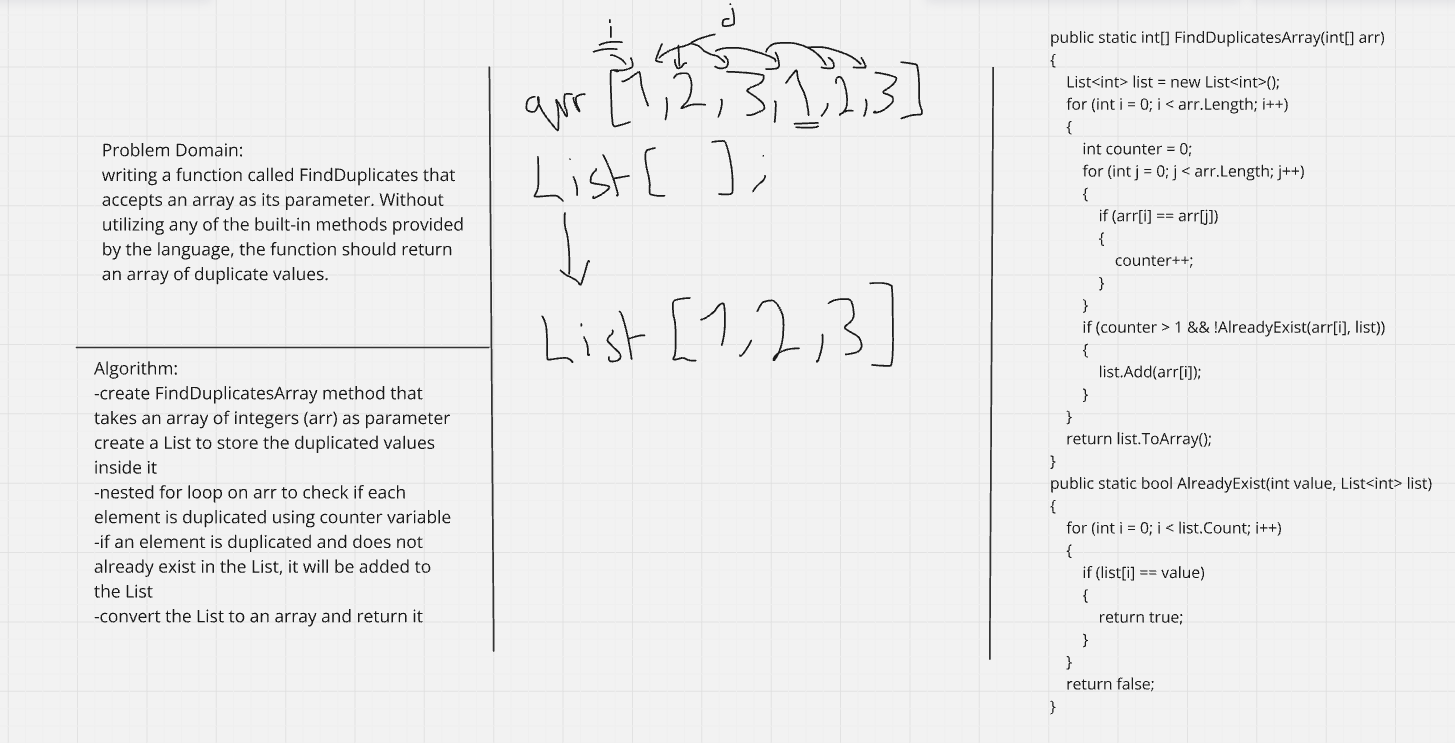 Problem Domain:
writing a function called FindDuplicates that
accepts an array as its parameter. Without
utilizing any of the built-in methods provided
by the language, the function should return
an array of duplicate values.
Algorithm:
-create FindDuplicatesArray method that
takes an array of integers (arr) as parameter
create a List to store the duplicated values
inside it
-nested for loop on arr to check if each
element is duplicated using counter variable
-if an element is duplicated and does not
already exist in the List, it will be added to
the List
-convert the List to an array and return it
i
j
arr [1,2,3,1,2,3]
List[ ];
List [1,2,3]
public static int[] FindDuplicatesArray(int[] arr)
{
List<int> list = new List<int>();
for (int i = 0; i < arr.Length; i++)
{
int counter = 0;
for (int j = 0; j < arr.Length; j++)
{
if (arr[i] == arr[j])
{
counter++;
}
}
if (counter > 1 && !AlreadyExist(arr[i], list))
{
list.Add(arr[i]);
}
}
return list.ToArray();
}
public static bool AlreadyExist(int value, List<int> list)
{
for (int i = 0; i < list.Count; i++)
{
if (list[i] == value)
{
return true;
}
}
return false;
}